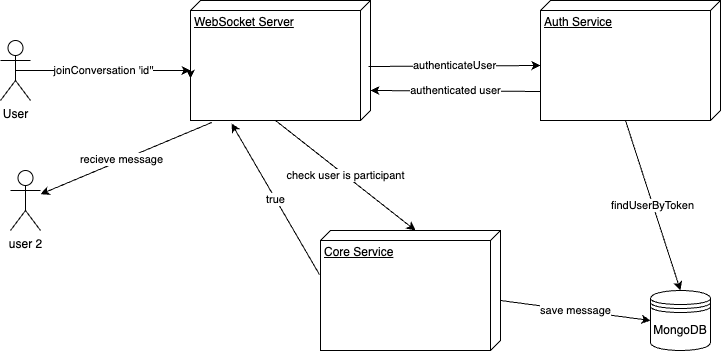 WebSocket Server
Auth Service
joinConversation "id"
authenticateUser
authenticated user
User
recieve message
check user is participant
true
findUserByToken
user 2
Core Service
save message
MongoDB